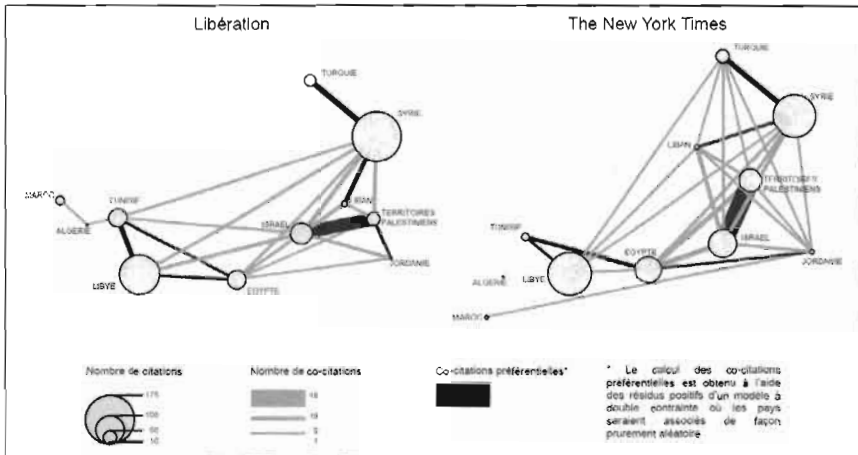 Libération
The New York Times
TURQUIE
SYRIE
LIBAN
MAROC
TUNISIE
ALGERIE
ISRAEL
TERRITOIRES
PALESTINIENS
JORDANIE
LIBYE
EGYPTE
TURQUIE
SYRIE
LIBAN
TERRITOIRES
PALESTINIENS
TUNISIE
ISRAEL
EGYPTE
JORDANIE
ALGERIE
LIBYE
MAROC
Nombre de citations
175
100
50
10
Nombre de co-citations
10
5
1
Co-citations préférentielles*
* Le calcul des co-citations
préférentielles est obtenu à l'aide
des résidus positifs d'un modèle à
double contrainte où les pays
seraient associés de façon
prurement aléatoire